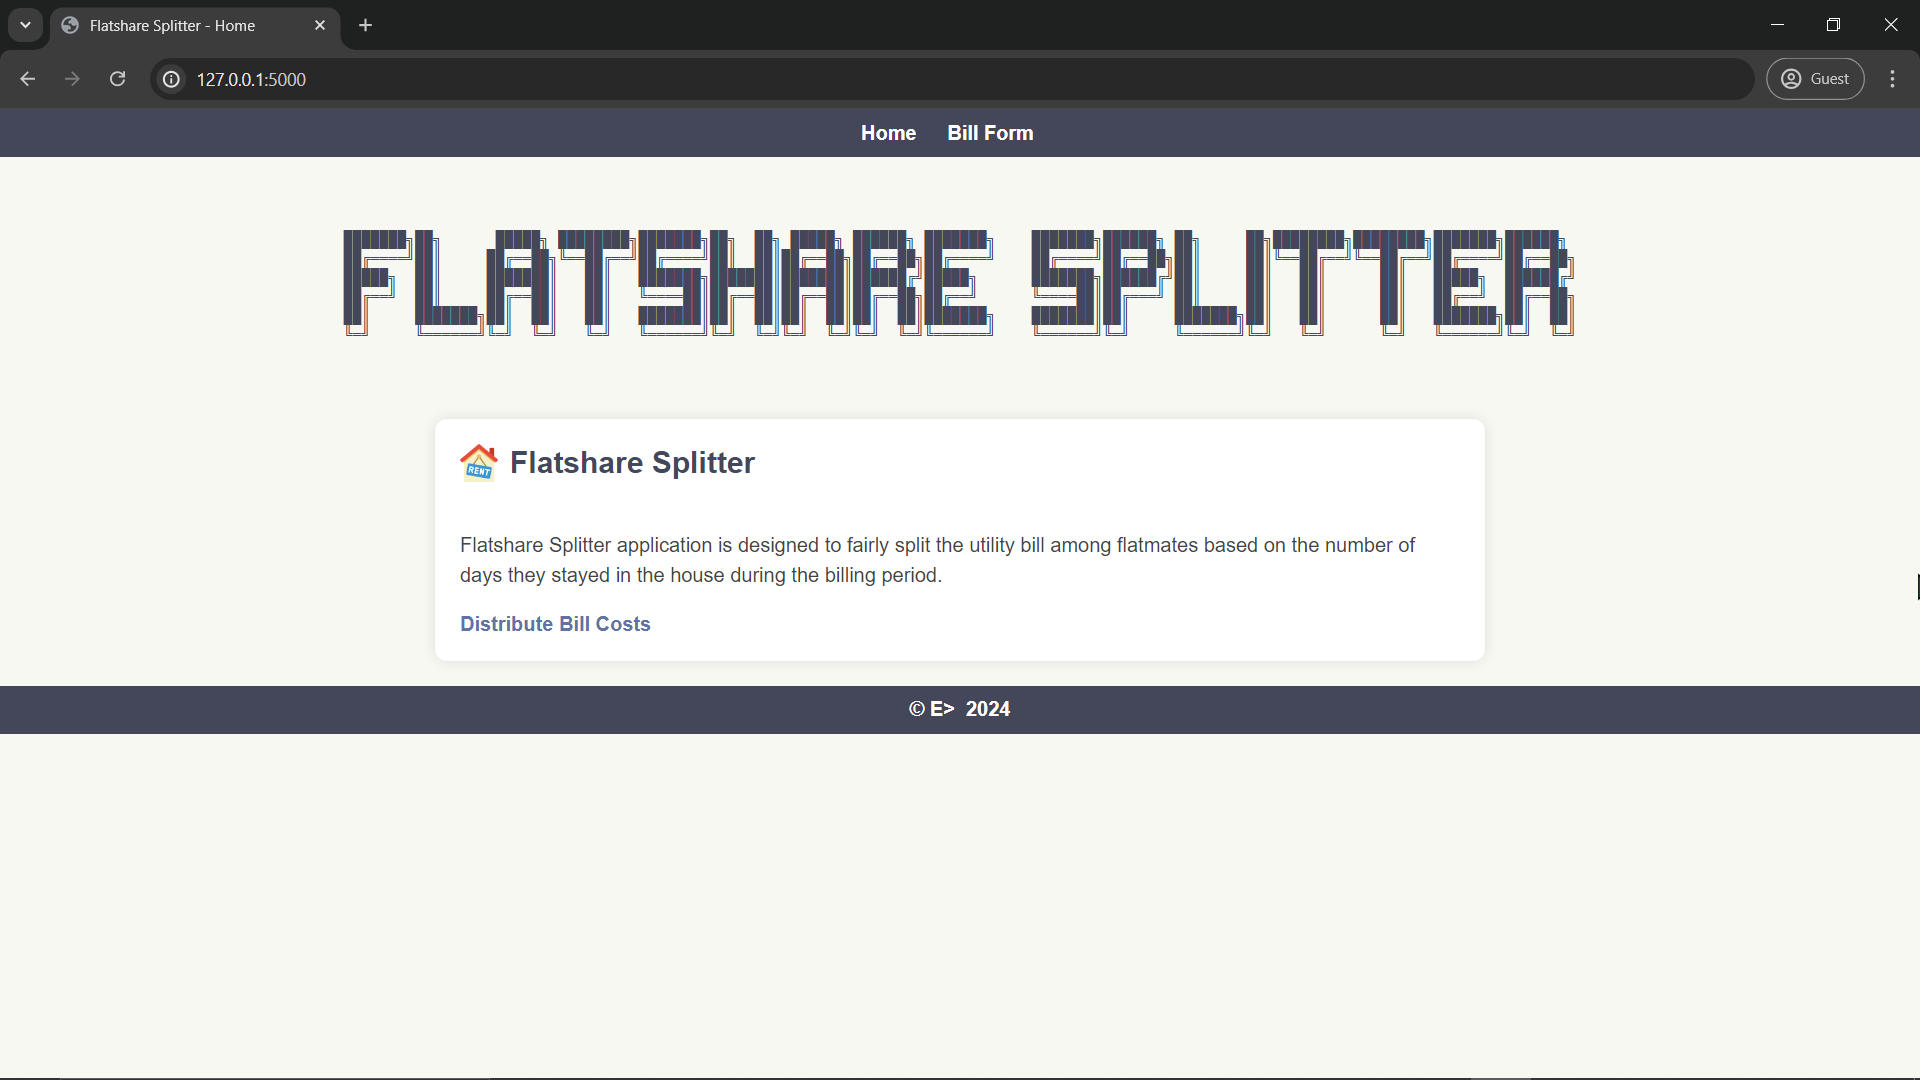 Flatshare Splitter - Home
127.0.0.1:5000
Guest
Home Bill Form
FLATSHARE SPLITTER
RENT
Flatshare Splitter
Flatshare Splitter application is designed to fairly split the utility bill among flatmates based on the number of
days they stayed in the house during the billing period.
Distribute Bill Costs
© E> 2024